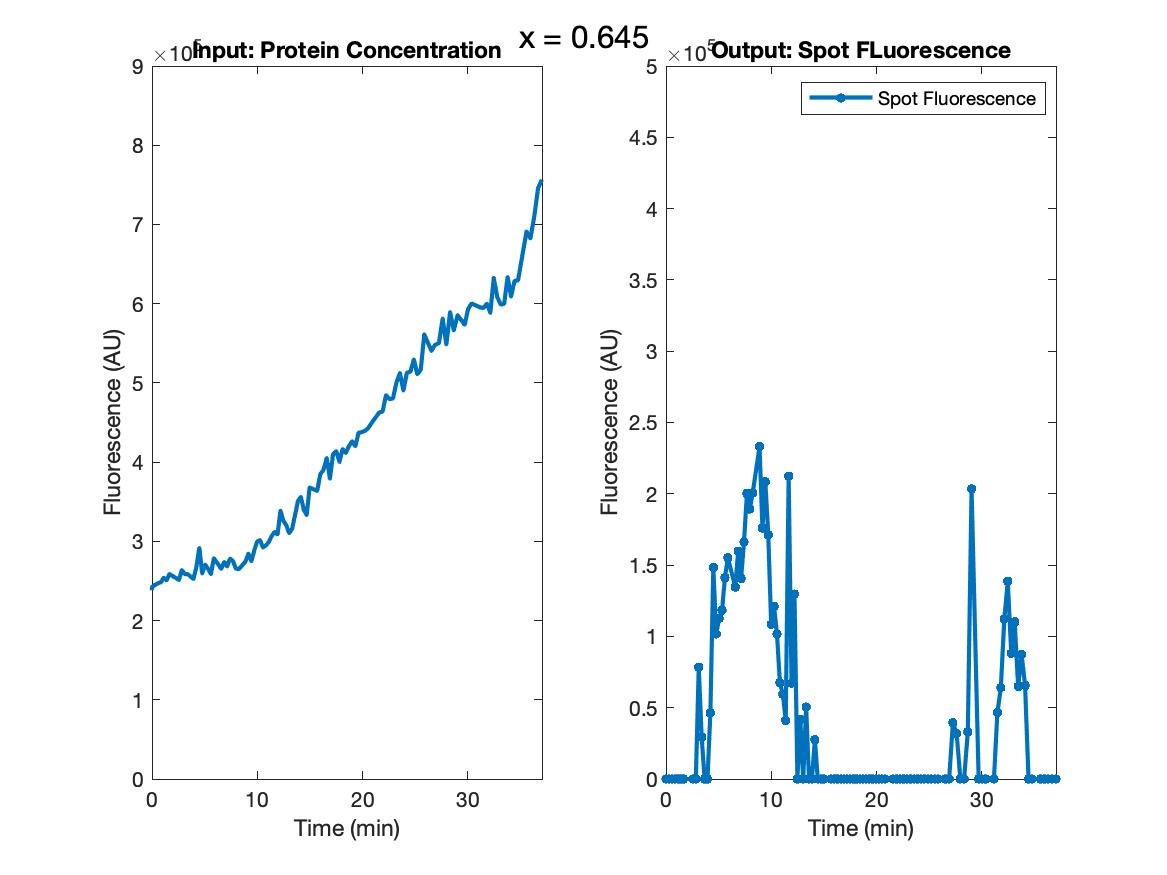 x = 0.645
×10⁵
Input: Protein Concentration
9
8
7
6
5
4
3
2
1
0
Fluorescence (AU)
0 10 20 30
Time (min)
×10⁵
Output: Spot FLuorescence
Spot Fluorescence
5
4.5
4
3.5
3
2.5
2
1.5
1
0.5
0
Fluorescence (AU)
0 10 20 30
Time (min)